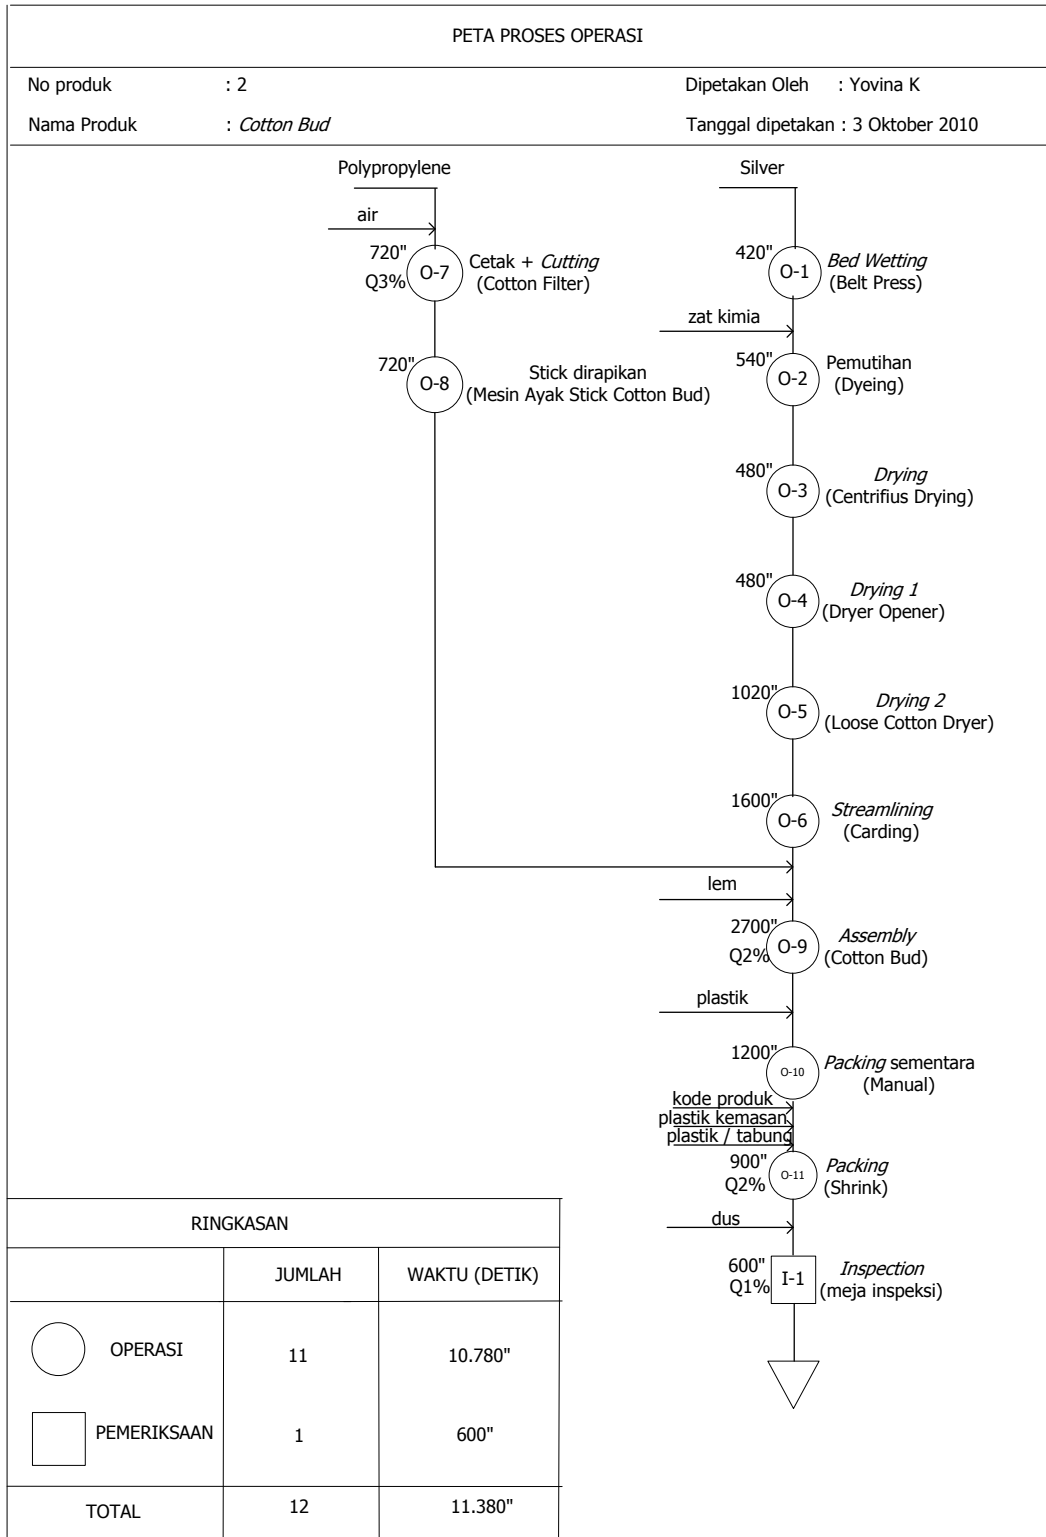 PETA PROSES OPERASI
No produk : 2
Dipetakan Oleh : Yovina K
Nama Produk : Cotton Bud
Tanggal dipetakan : 3 Oktober 2010
Polypropylene
Silver
air
720"
Q3%
O-7
Cetak + Cutting
(Cotton Filter)
420"
O-1
Bed Wetting
(Belt Press)
zat kimia
720"
O-8
Stick dirapikan
(Mesin Ayak Stick Cotton Bud)
540"
O-2
Pemutihan
(Dyeing)
480"
O-3
Drying
(Centrifius Drying)
480"
O-4
Drying 1
(Dryer Opener)
1020"
O-5
Drying 2
(Loose Cotton Dryer)
1600"
O-6
Streamlining
(Carding)
lem
2700"
Q2%
O-9
Assembly
(Cotton Bud)
plastik
1200"
O-10
Packing sementara
(Manual)
kode produk
plastik kemasan
plastik / tabung
900"
Q2%
O-11
Packing
(Shrink)
dus
600"
Q1%
I-1
Inspection
(meja inspeksi)
RINGKASAN
JUMLAH WAKTU (DETIK)
OPERASI 11 10.780"
PEMERIKSAAN 1 600"
TOTAL 12 11.380"